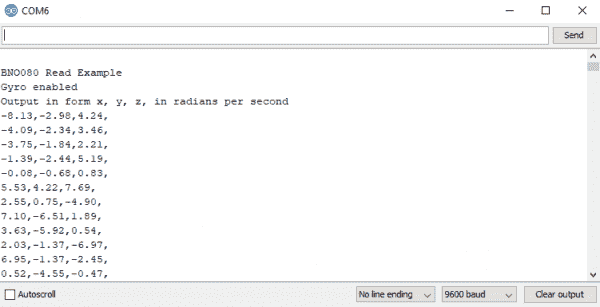 COM6
Send
BNO080 Read Example
Gyro enabled
Output in form x, y, z, in radians per second
-8.13,-2.98,4.24,
-4.09,-2.34,3.46,
-3.75,-1.84,2.21,
-1.39,-2.44,5.19,
-0.08,-0.68,0.83,
5.53,4.22,7.69,
2.55,0.75,-4.90,
7.10,-6.51,1.89,
3.63,-5.92,0.54,
2.03,-1.37,-6.97,
6.95,-1.37,-2.45,
0.52,-4.55,-0.47,
Autoscroll No line ending 9600 baud Clear output